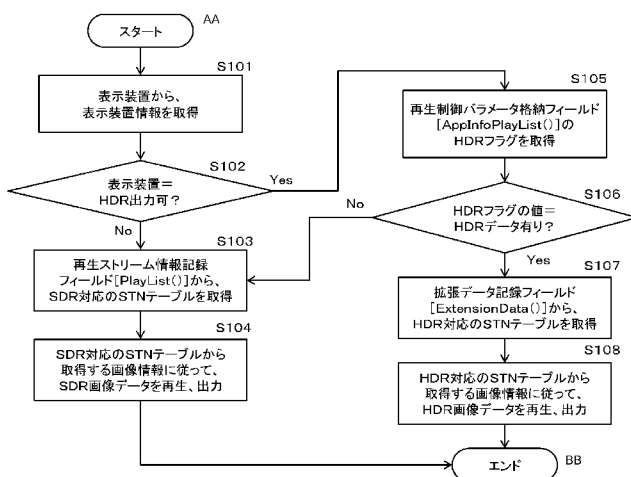 スタート
AA
S101
表示装置から、
表示装置情報を取得
S102
表示装置=
HDR出力可?
Yes
No
S103
再生ストリーム情報記録
フィールド[PlayList()]から、
SDR対応のSTNテーブルを取得
S104
SDR対応のSTNテーブルから
取得する画像情報に従って、
SDR画像データを再生、出力
S105
再生制御パラメータ格納フィールド
[AppInfoPlayList()]の
HDRフラグを取得
S106
HDRフラグの値=
HDRデータ有り?
No
Yes
S107
拡張データ記録フィールド
[ExtensionData()]から、
HDR対応のSTNテーブルを取得
S108
HDR対応のSTNテーブルから
取得する画像情報に従って、
HDR画像データを再生、出力
エンド
BB